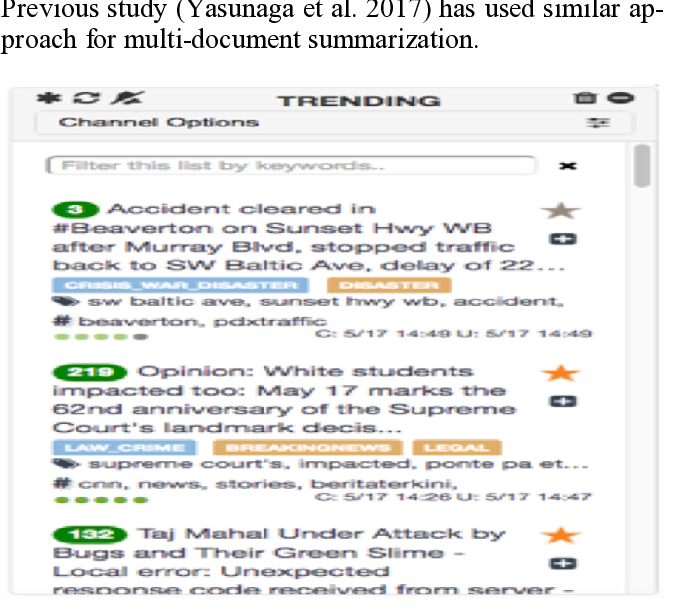 Previous study (Yasunaga et al. 2017) has used similar ap-
proach for multi-document summarization.
TRENDING
Channel Options
Filter this list by keywords...
3 Accident cleared in
#Beaverton on Sunset Hwy WB
after Murray Blvd, stopped traffic
back to SW Baltic Ave, delay of 22...
CRISIS_WAR_DISASTER DISASTER
sw baltic ave, sunset hwy wb, accident,
# beaverton, pdxtraffic
C: 5/17 14:49 U: 5/17 14:49
219 Opinion: White students
impacted too: May 17 marks the
62nd anniversary of the Supreme
Court's landmark decis...
LAW_CRIME BREAKINGNEWS LEGAL
supreme court's, impacted, ponte pa et...
# cnn, news, stories, beritaterkini,
C: 5/17 14:26 U: 5/17 14:47
132 Taj Mahal Under Attack by
Bugs and Their Green Slime -
Local error: Unexpected
response code received from server -